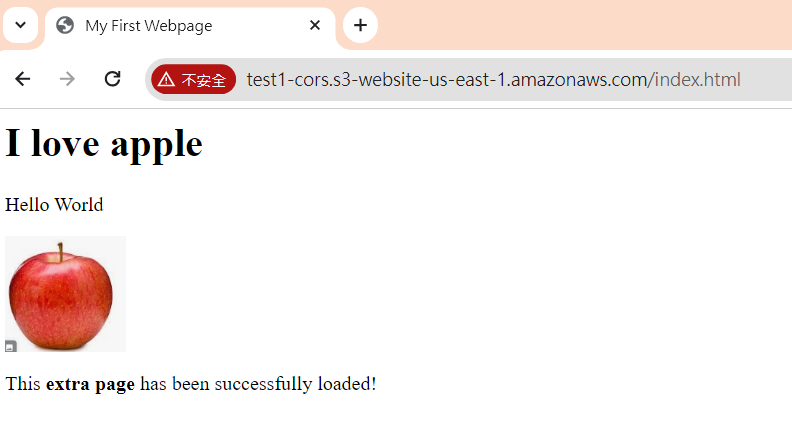 My First Webpage
不安全 test1-cors.s3-website-us-east-1.amazonaws.com/index.html
I love apple
Hello World
This extra page has been successfully loaded!